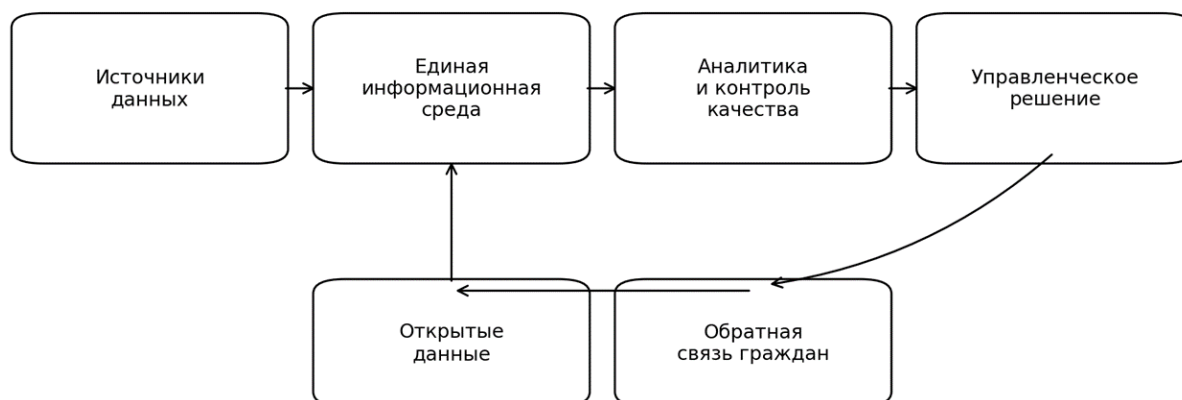 Источники
данных
Единая
информационная
среда
Аналитика
и контроль
качества
Управленческое
решение
Открытые
данные
Обратная
связь граждан